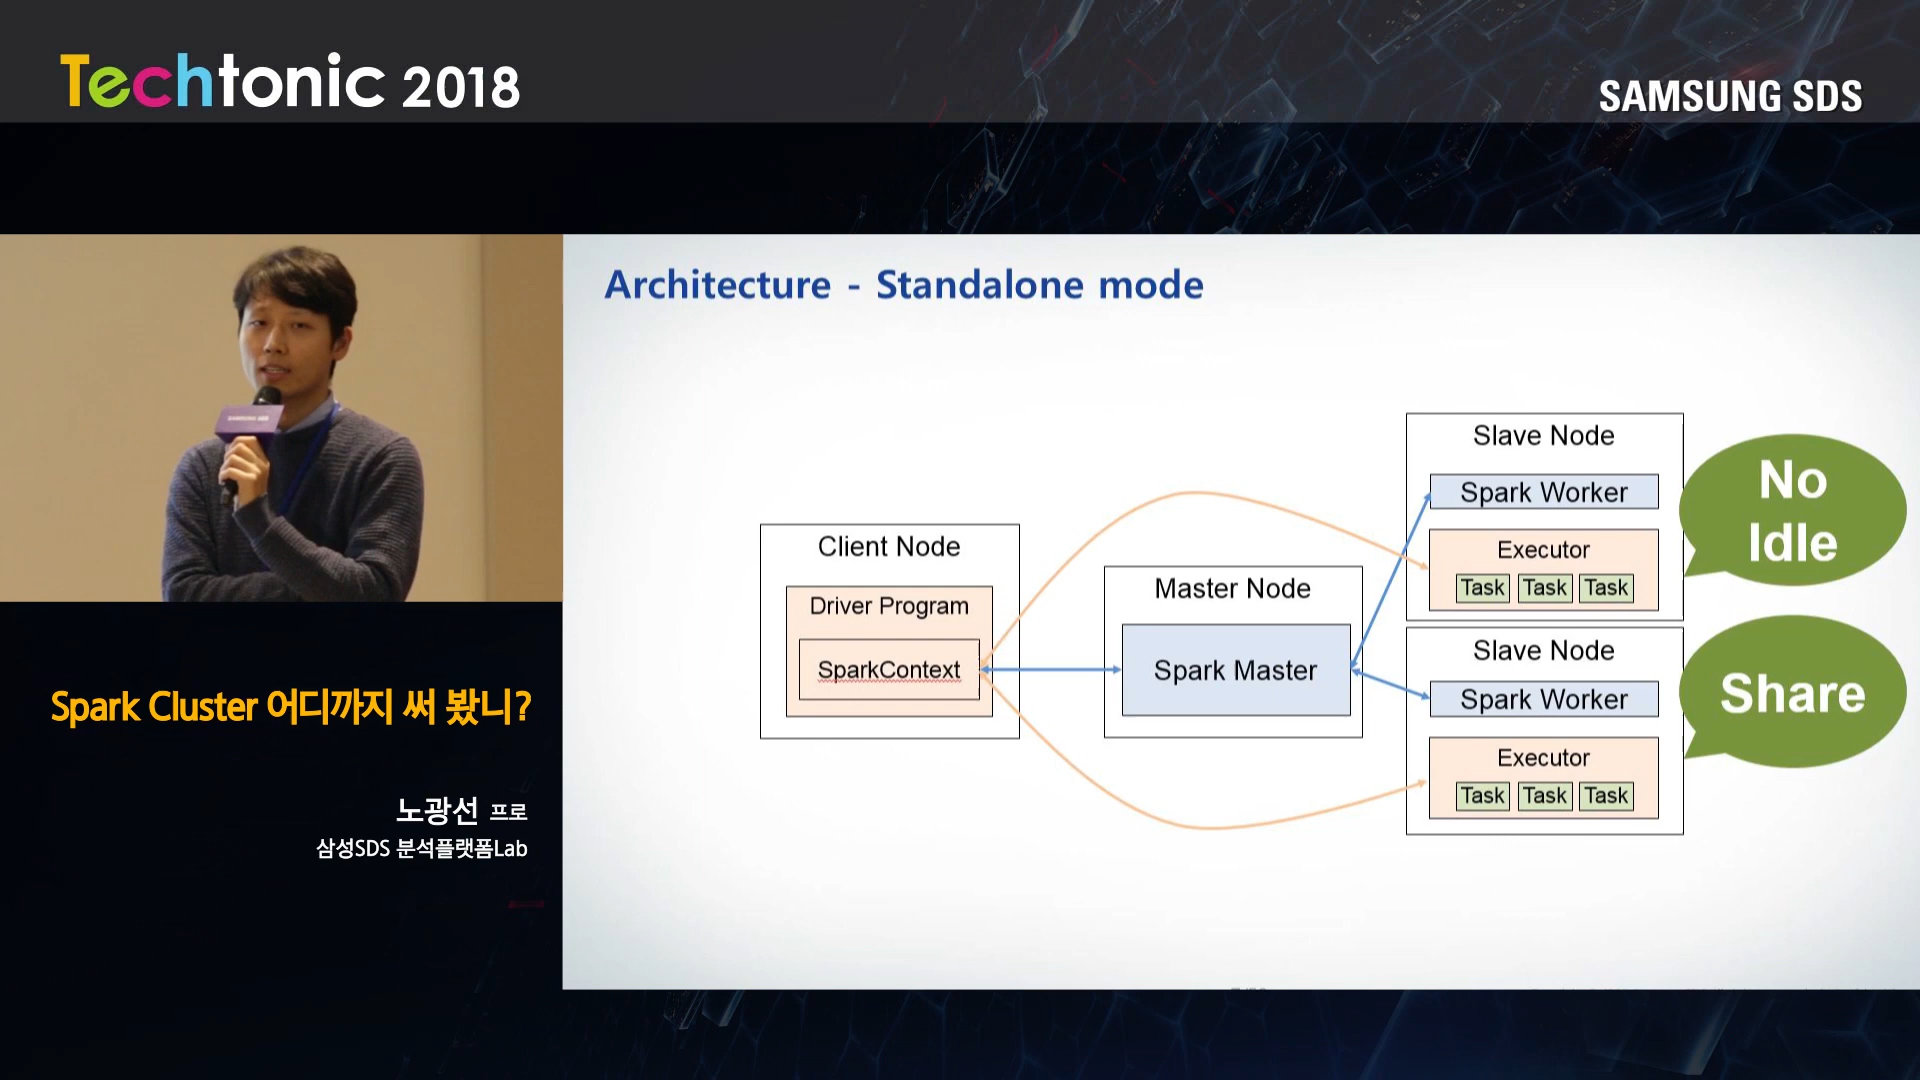 Techtonic 2018
SAMSUNG SDS
Architecture - Standalone mode
Client Node
Driver Program
SparkContext
Master Node
Spark Master
Slave Node
Spark Worker
Executor
Task Task Task
Slave Node
Spark Worker
Executor
Task Task Task
No
Idle
Share
Spark Cluster 어디까지 써 봤니?
노광선 프로
삼성SDS 분석플랫폼Lab